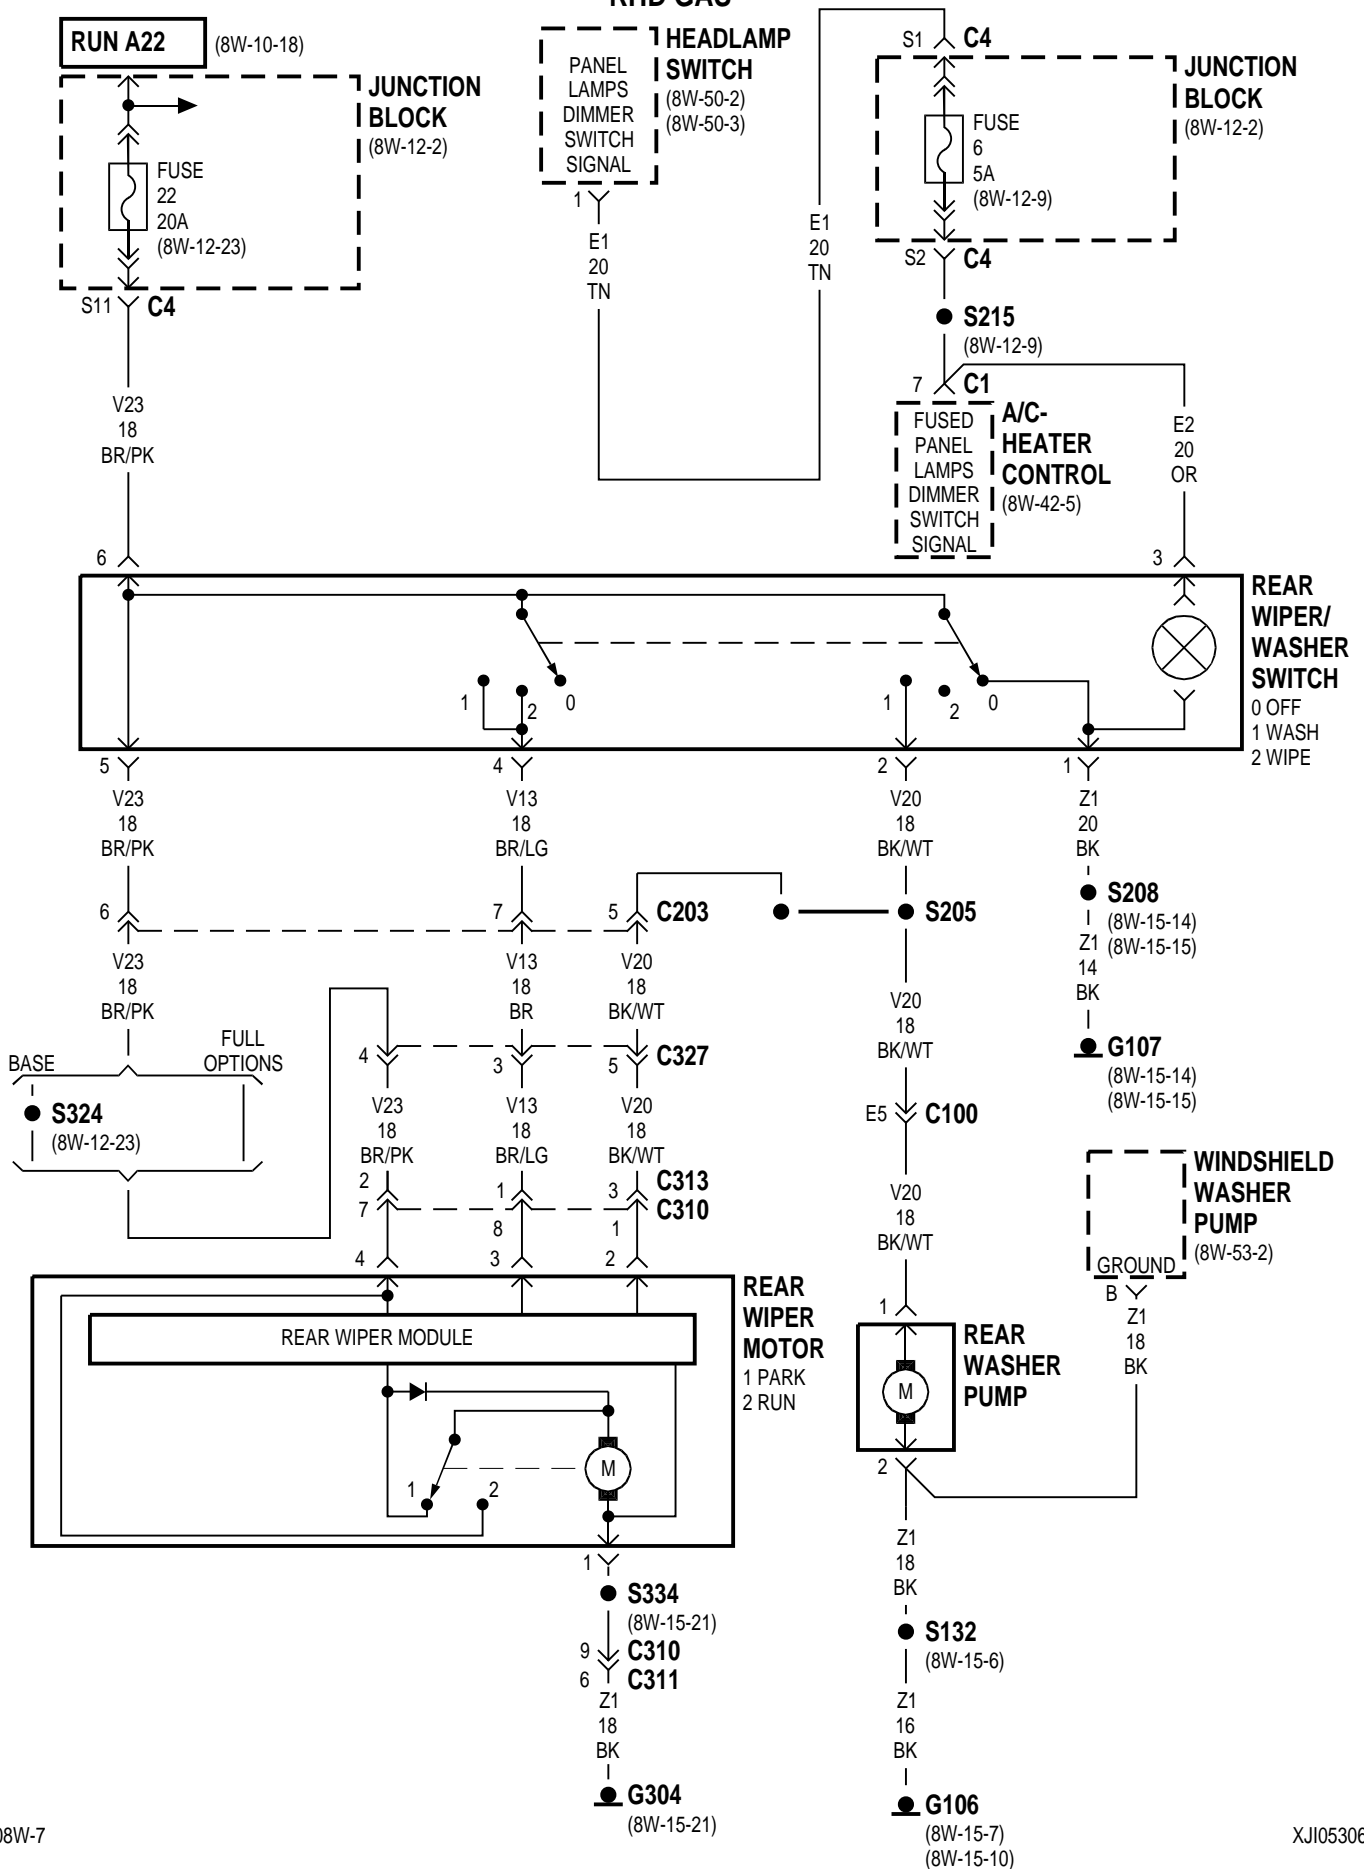 RHD GAS
RUN A22
(8W-10-18)
JUNCTION
BLOCK
(8W-12-2)
FUSE
22
20A
(8W-12-23)
S11
C4
V23
18
BR/PK
6
PANEL
LAMPS
DIMMER
SWITCH
SIGNAL
HEADLAMP
SWITCH
(8W-50-2)
(8W-50-3)
1
E1
20
TN
E1
20
TN
S1
C4
JUNCTION
BLOCK
(8W-12-2)
FUSE
6
5A
(8W-12-9)
S2
C4
S215
(8W-12-9)
7
C1
FUSED
PANEL
LAMPS
DIMMER
SWITCH
SIGNAL
A/C-
HEATER
CONTROL
(8W-42-5)
E2
20
OR
3
1
2
0
1
2
0
REAR
WIPER/
WASHER
SWITCH
0 OFF
1 WASH
2 WIPE
5
V23
18
BR/PK
4
V13
18
BR/LG
2
V20
18
BK/WT
1
Z1
20
BK
6
7
5
C203
S205
S208
(8W-15-14)
(8W-15-15)
V23
18
BR/PK
V13
18
BR
V20
18
BK/WT
V20
18
BK/WT
Z1
14
BK
G107
(8W-15-14)
(8W-15-15)
BASE
FULL
OPTIONS
S324
(8W-12-23)
4
3
5
C327
V23
18
BR/PK
V13
18
BR/LG
V20
18
BK/WT
E5
C100
2
1
3
C313
7
8
1
C310
4
3
2
V20
18
BK/WT
WINDSHIELD
WASHER
PUMP
(8W-53-2)
GROUND
B
Z1
18
BK
REAR WIPER MODULE
REAR
WIPER
MOTOR
1 PARK
2 RUN
1
2
M
1
REAR
WASHER
PUMP
M
2
1
S334
(8W-15-21)
9
C310
6
C311
Z1
18
BK
G304
(8W-15-21)
Z1
18
BK
S132
(8W-15-6)
Z1
16
BK
G106
(8W-15-7)
(8W-15-10)
08W-7
XJI05306